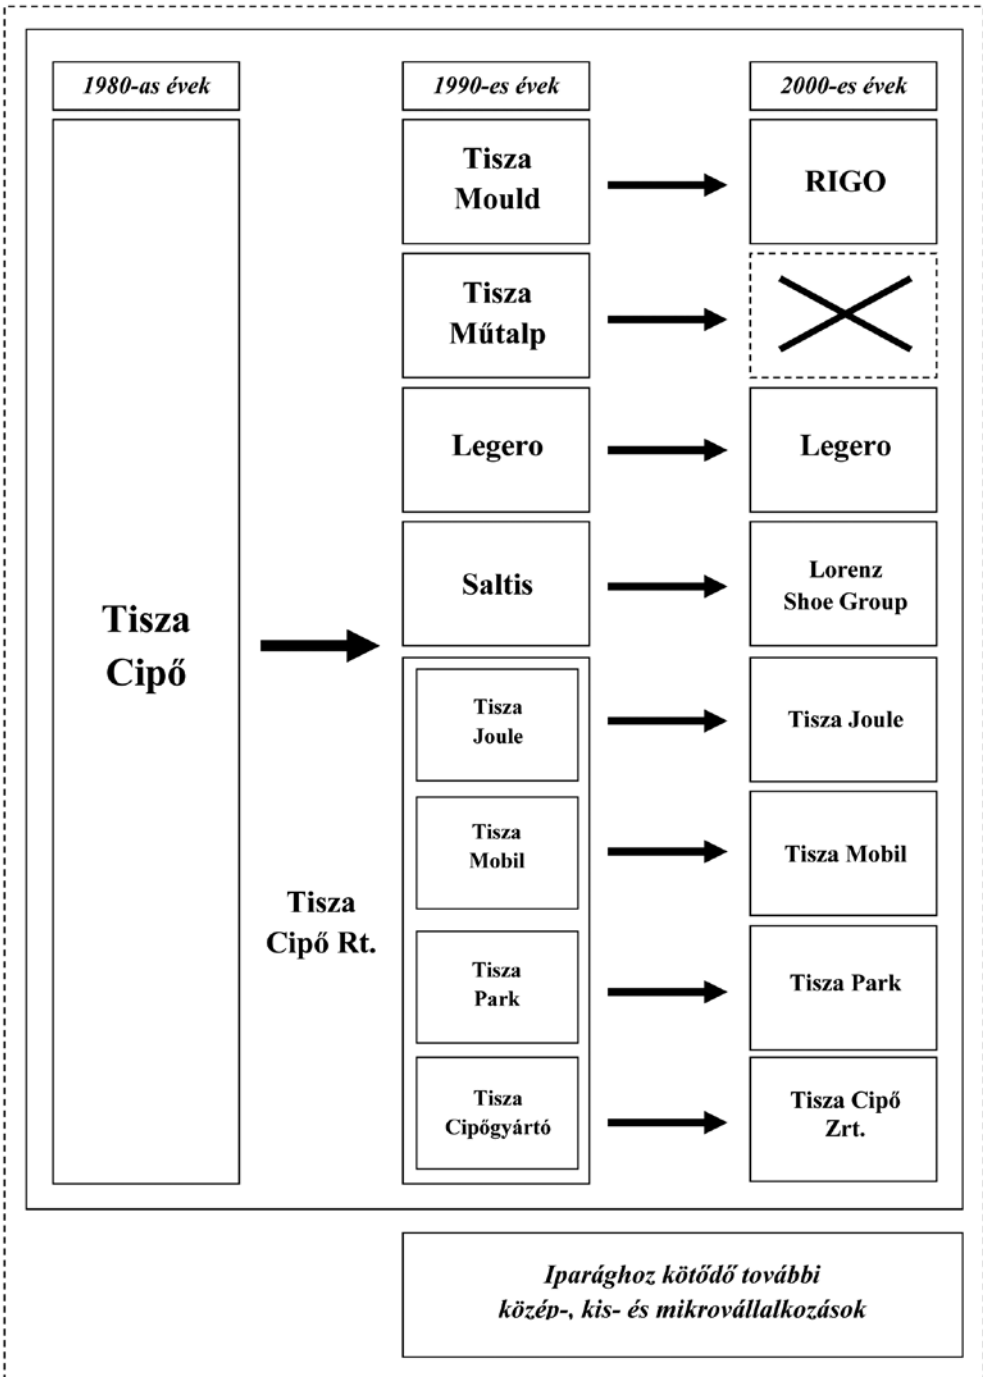 1980-as évek
1990-es évek
2000-es évek
Tisza
Cipő
Tisza
Cipő Rt.
Tisza
Mould
RIGO
Tisza
Műtalp
Legero
Legero
Saltis
Lorenz
Shoe Group
Tisza
Joule
Tisza Joule
Tisza
Mobil
Tisza Mobil
Tisza
Park
Tisza Park
Tisza
Cipőgyártó
Tisza Cipő
Zrt.
Iparághoz kötődő további
közép-, kis- és mikrovállalkozások